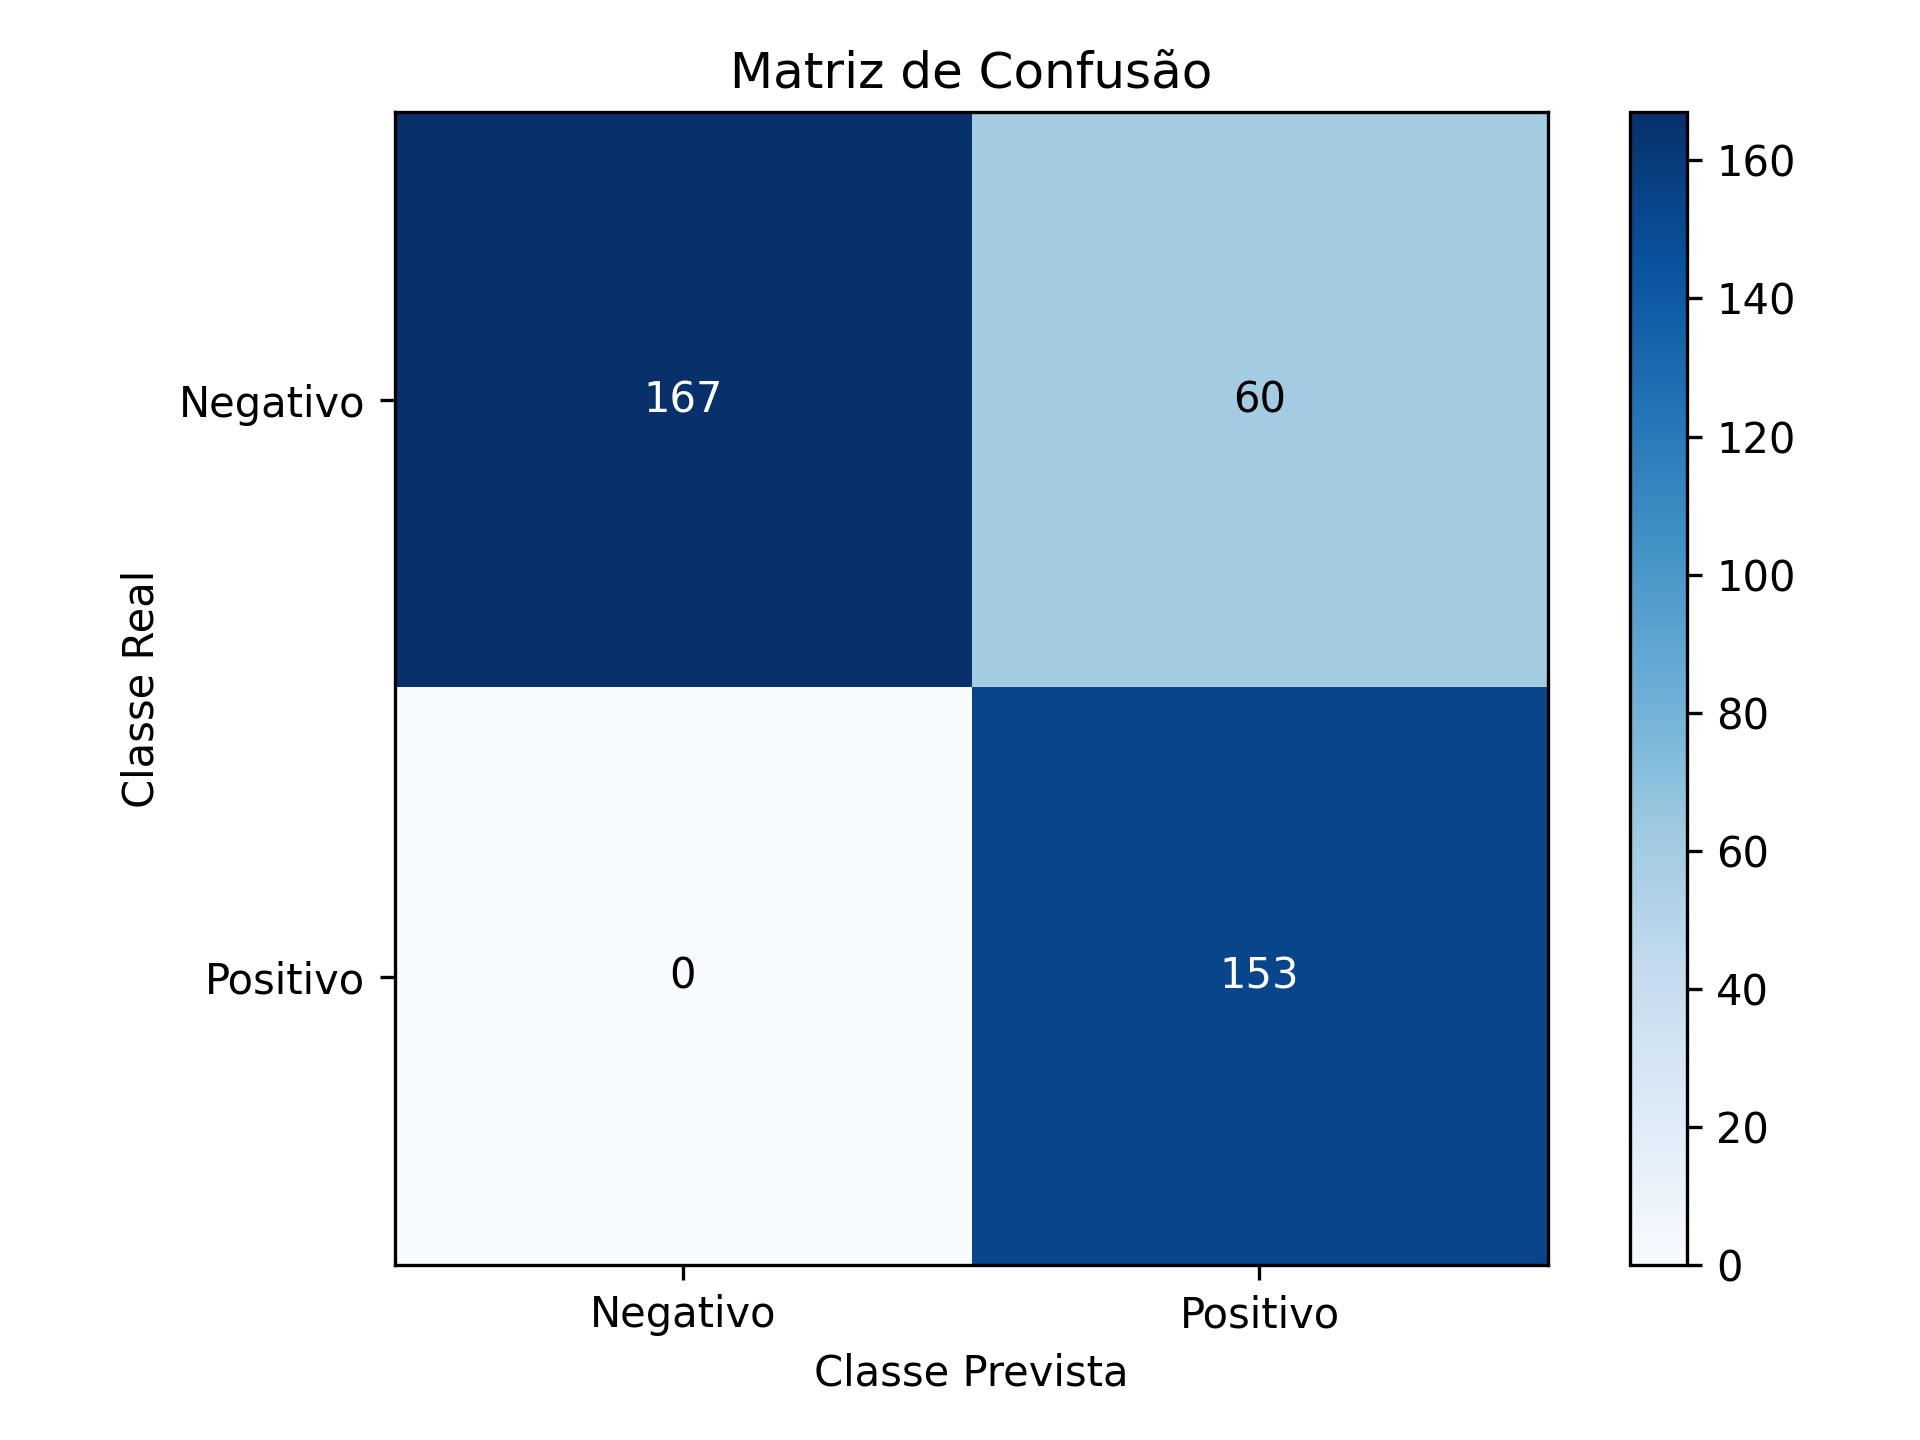 Matriz de Confusão
Negativo
Positivo
Classe Real
167
60
0
153
Negativo
Positivo
Classe Prevista
160
140
120
100
80
60
40
20
0